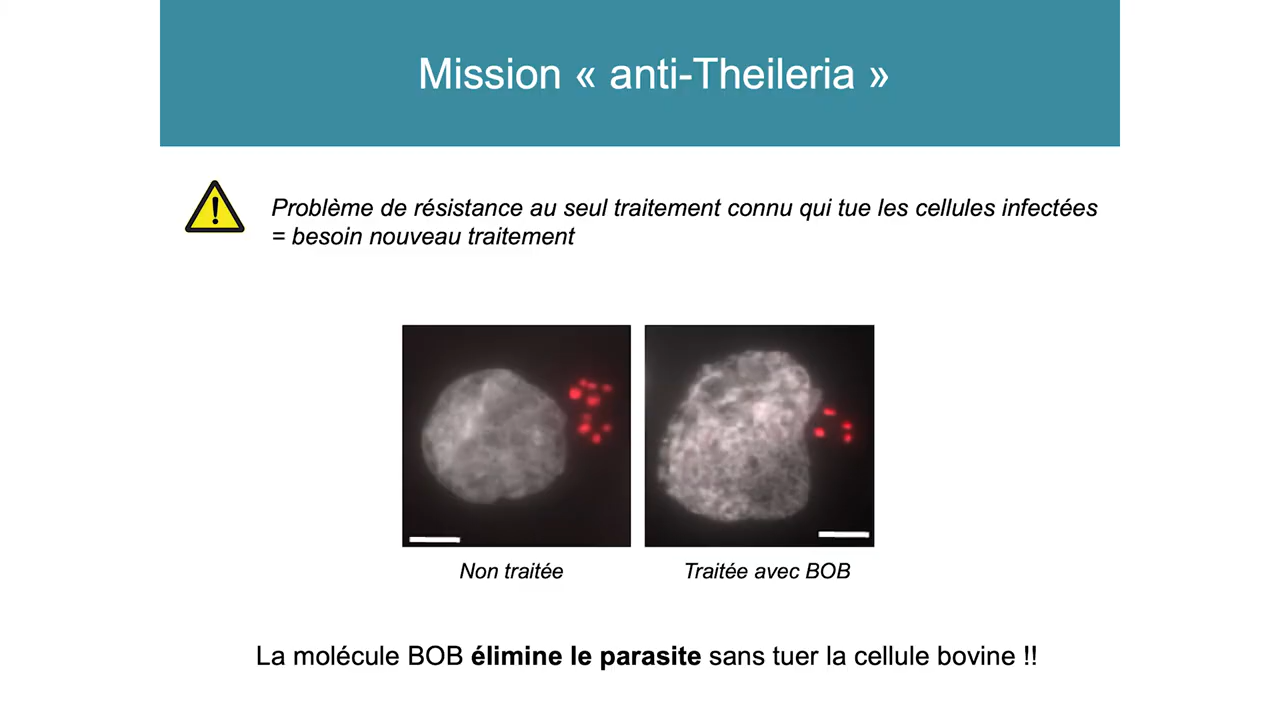 Mission « anti-Theileria »
Problème de résistance au seul traitement connu qui tue les cellules infectées
= besoin nouveau traitement
Non traitée
Traitée avec BOB
La molécule BOB élimine le parasite sans tuer la cellule bovine !!